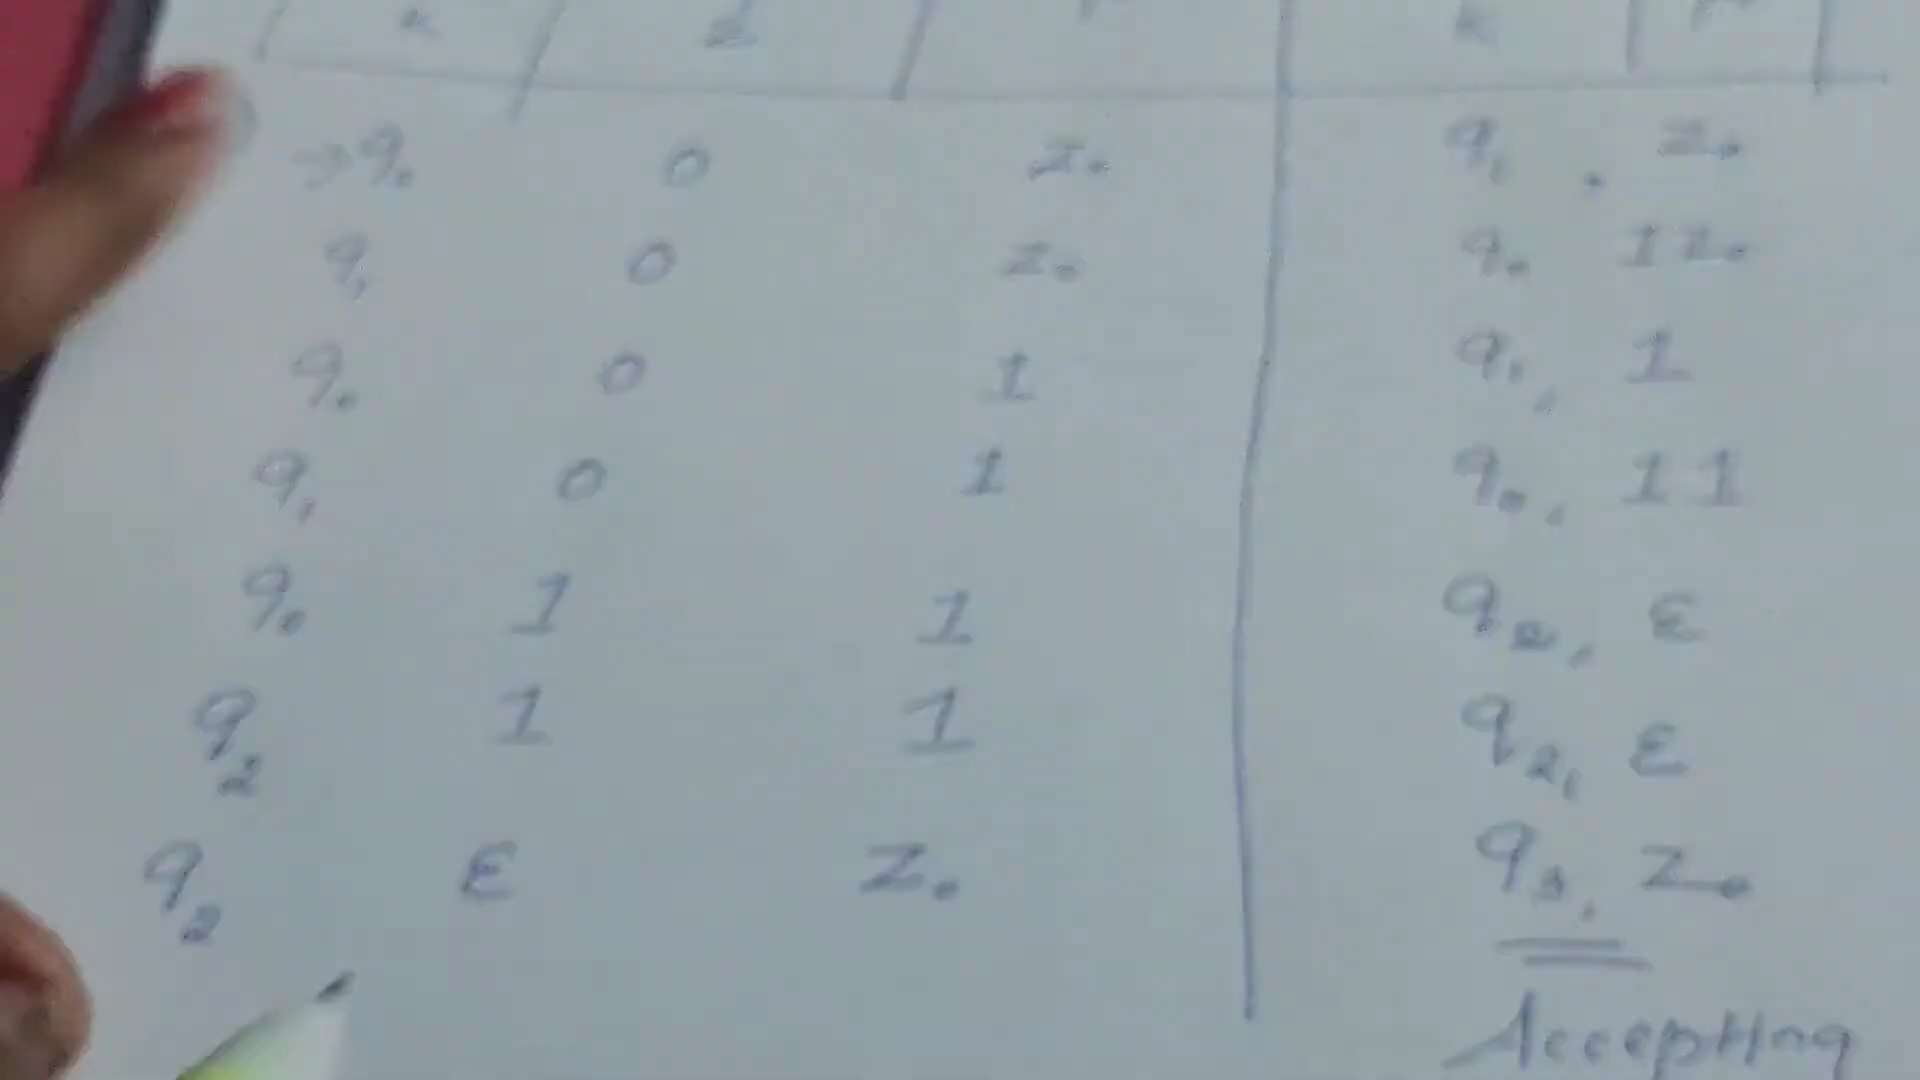 k Σ Γ k Γ*
→q₀ 0 z₀ q₁, z₀
q₁ 0 z₀ q₀ 1z₀
q₀ 0 1 q₁, 1
q₁ 0 1 q₀, 11
q₀ 1 1 q₂, ε
q₂ 1 1 q₂, ε
q₂ ε z₀ q₃, z₀
Accepting